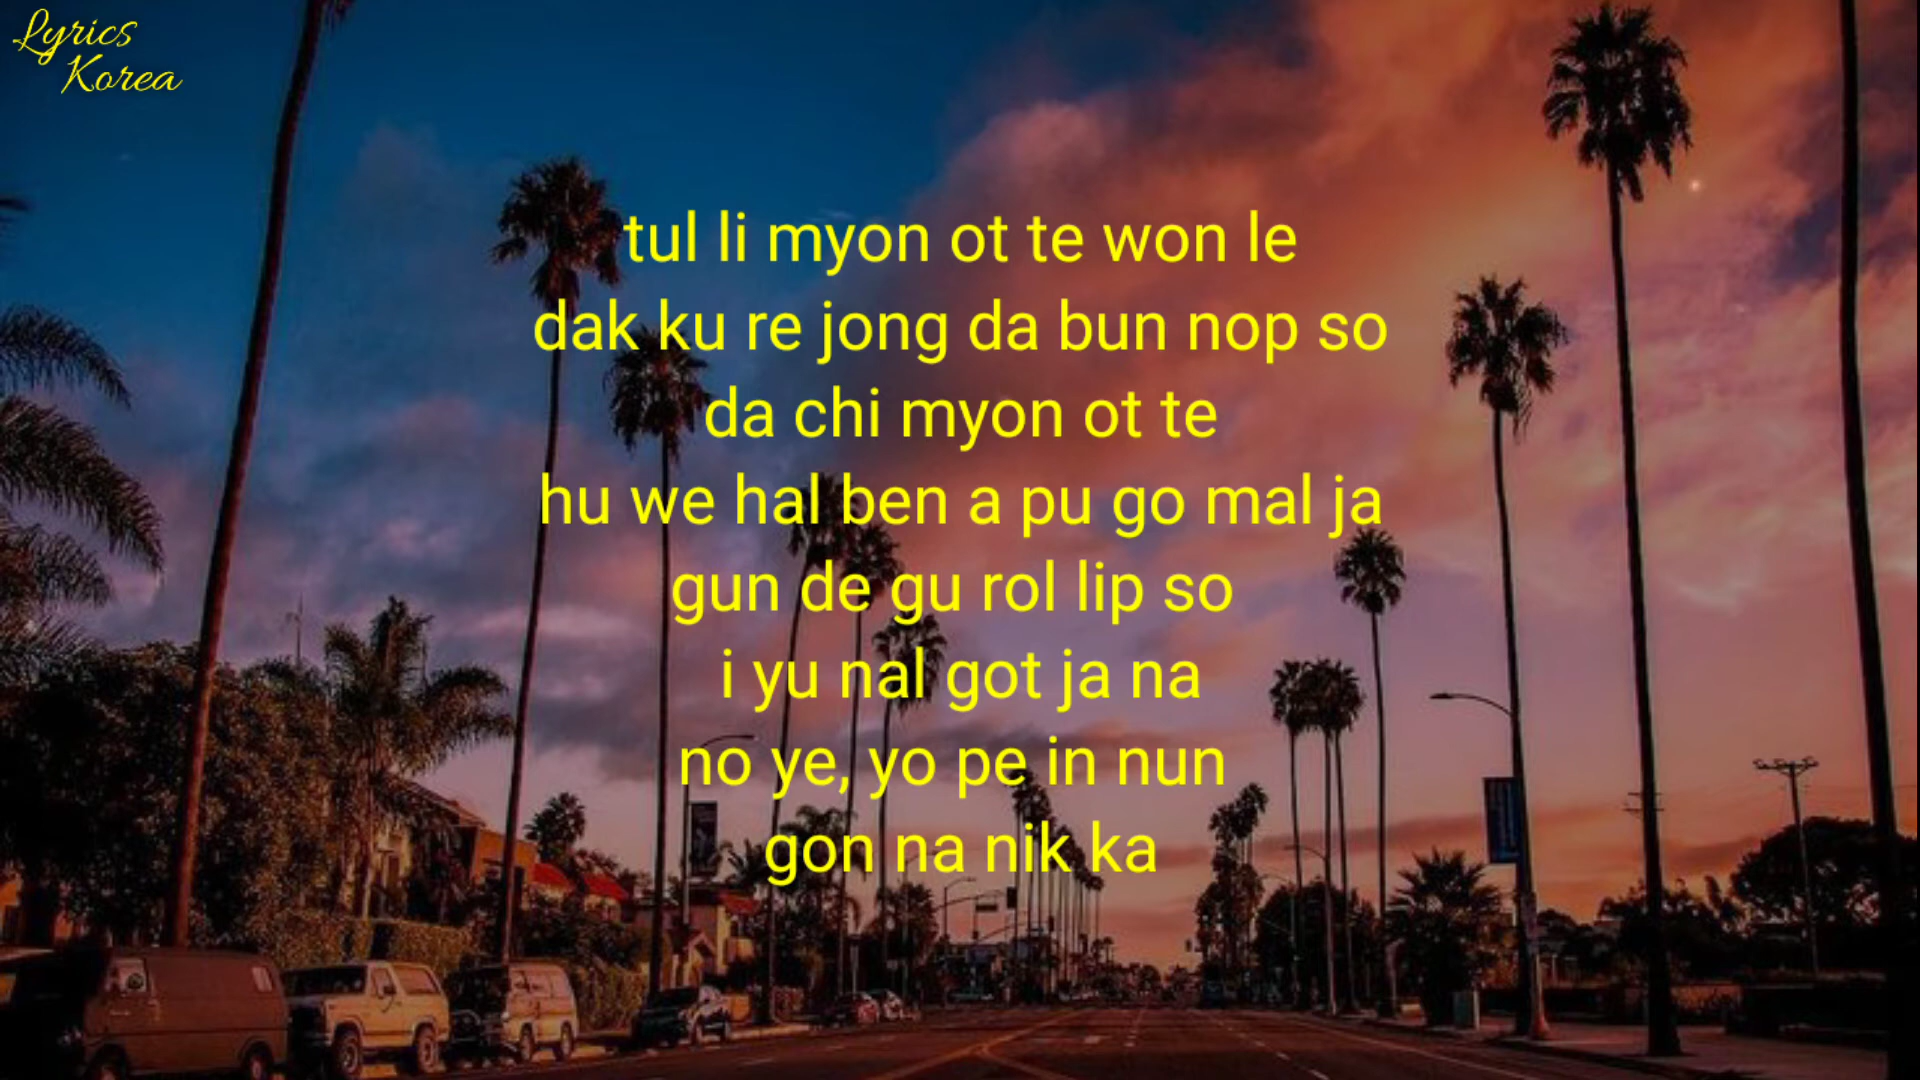 Lyrics
Korea
tul li myon ot te won le
dak ku re jong da bun nop so
da chi myon ot te
hu we hal ben a pu go mal ja
gun de gu rol lip so
i yu nal got ja na
no ye, yo pe in nun
gon na nik ka